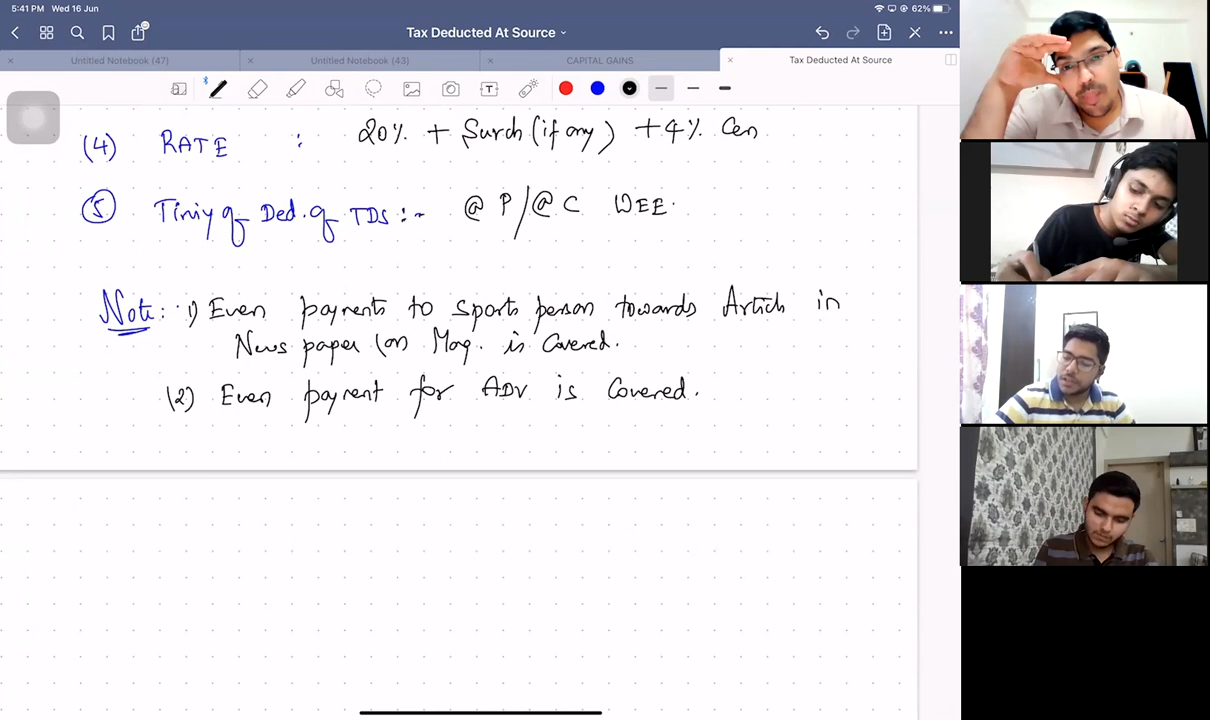 5:41 PM Wed 16 Jun
62%
Tax Deducted At Source
Untitled Notebook (47)
Untitled Notebook (43)
CAPITAL GAINS
Tax Deducted At Source
(4) RATE : 20% + Surch (if any) + 4% Cess
(5) Timing of Ded. of TDS :- @ P/@ C WEE.
Note: 1) Even payments to sports person towards Article in
News paper (or) Mag. is Covered.
(2) Even payment for ADV is Covered.